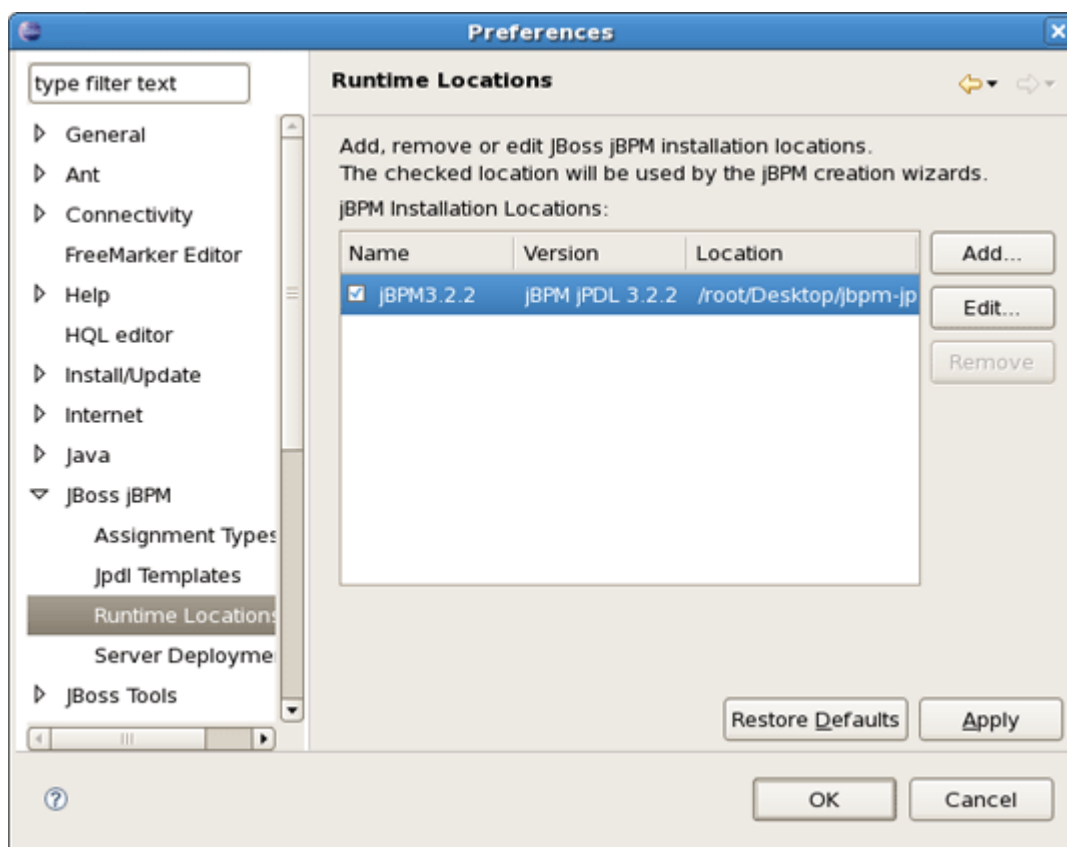 Preferences
type filter text
General
Ant
Connectivity
FreeMarker Editor
Help
HQL editor
Install/Update
Internet
Java
JBoss jBPM
Assignment Types
Jpdl Templates
Runtime Locations
Server Deployme
JBoss Tools
Runtime Locations
Add, remove or edit JBoss jBPM installation locations.
The checked location will be used by the jBPM creation wizards.
jBPM Installation Locations:
Name Version Location
jBPM3.2.2 jBPM jPDL 3.2.2 /root/Desktop/jbpm-jp
Add...
Edit...
Remove
Restore Defaults Apply
OK Cancel